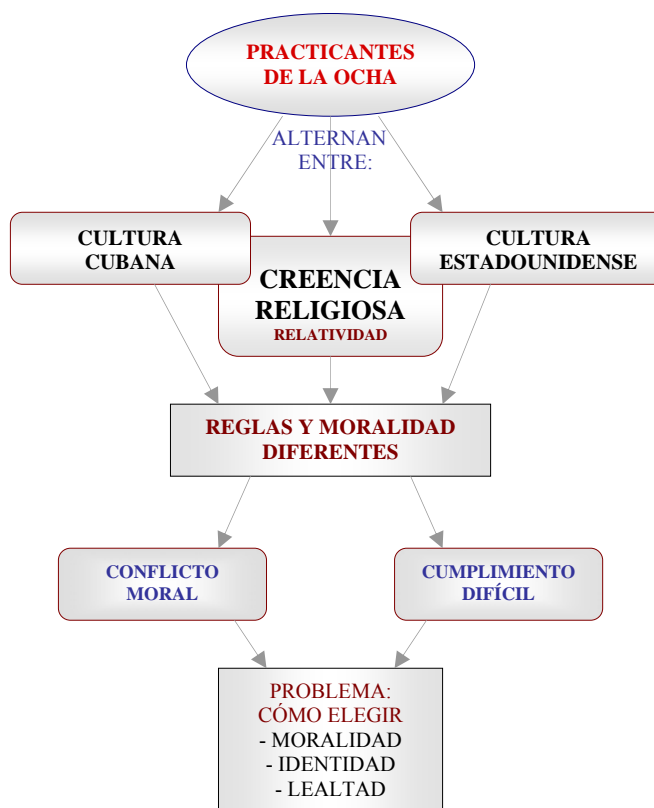 PRACTICANTES
DE LA OCHA
ALTERNAN
ENTRE:
CULTURA
CUBANA
CREENCIA
RELIGIOSA
RELATIVIDAD
CULTURA
ESTADOUNIDENSE
REGLAS Y MORALIDAD
DIFERENTES
CONFLICTO
MORAL
CUMPLIMIENTO
DIFÍCIL
PROBLEMA:
CÓMO ELEGIR
- MORALIDAD
- IDENTIDAD
- LEALTAD